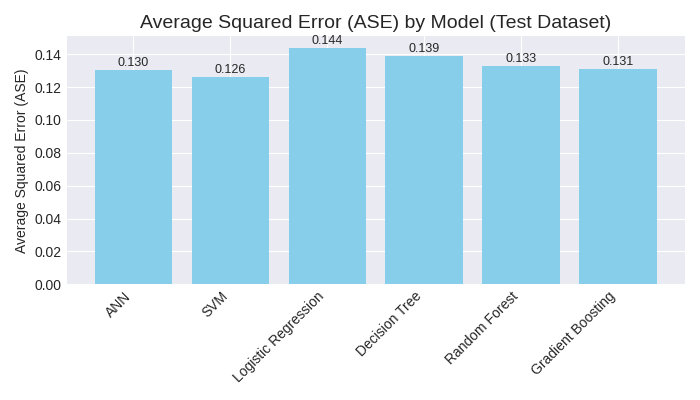 Average Squared Error (ASE) by Model (Test Dataset)
Average Squared Error (ASE)
0.14
0.12
0.10
0.08
0.06
0.04
0.02
0.00
0.130
0.126
0.144
0.139
0.133
0.131
ANN
SVM
Logistic Regression
Decision Tree
Random Forest
Gradient Boosting